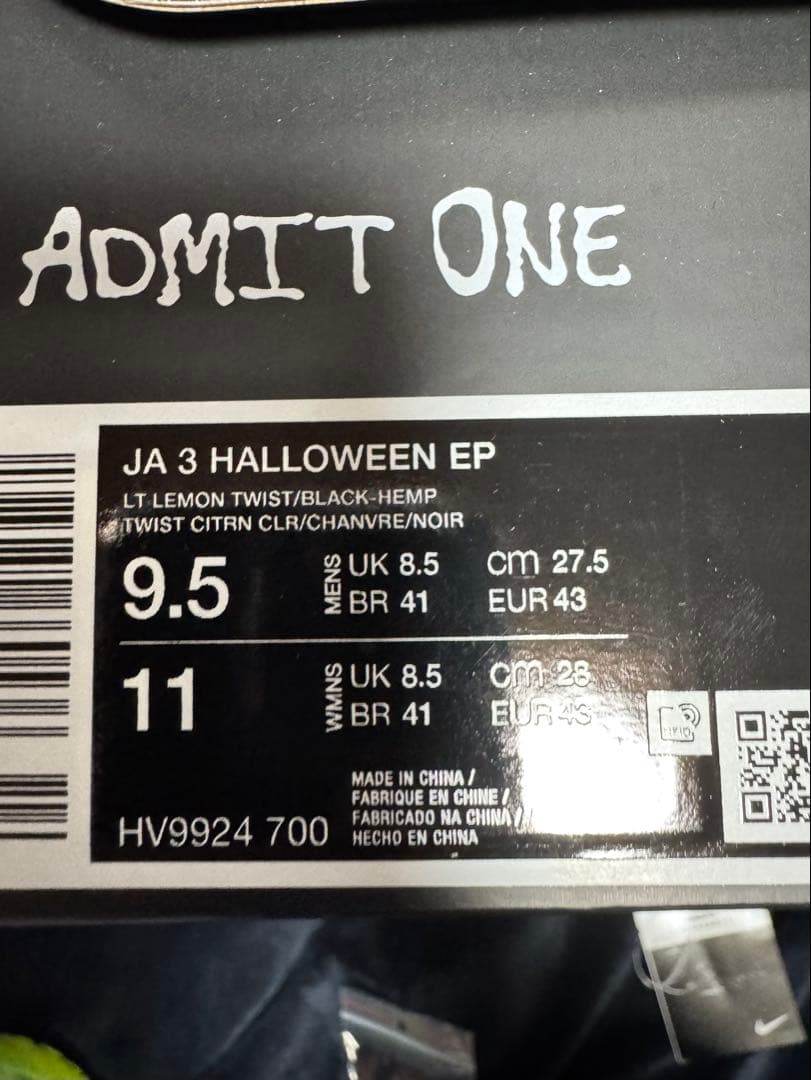 ADMIT ONE
JA 3 HALLOWEEN EP
LT LEMON TWIST/BLACK-HEMP
TWIST CITRN CLR/CHANVRE/NOIR
9.5 MENS UK 8.5 cm 27.5
BR 41 EUR 43
11 WMNS UK 8.5 cm 28
BR 41 EUR 43
MADE IN CHINA /
FABRIQUE EN CHINE /
FABRICADO NA CHINA /
HV9924 700 HECHO EN CHINA